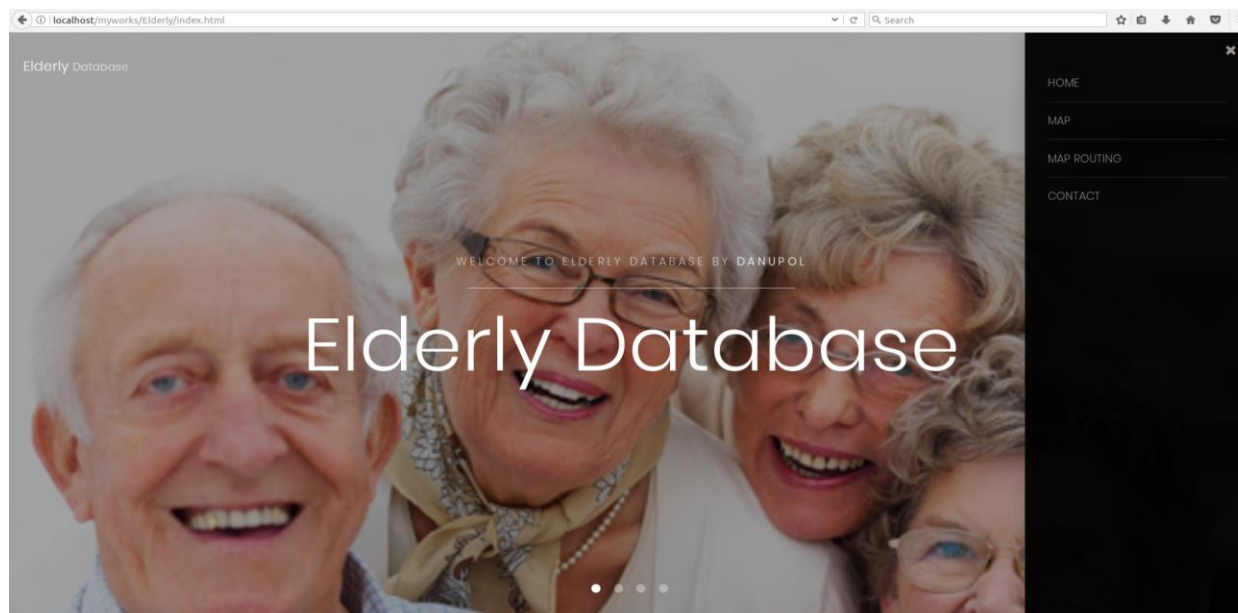 localhost/myworks/Elderly/index.html
Search
Elderly Database
HOME
MAP
MAP ROUTING
CONTACT
WELCOME TO ELDERLY DATABASE BY DANUPOL
Elderly Database